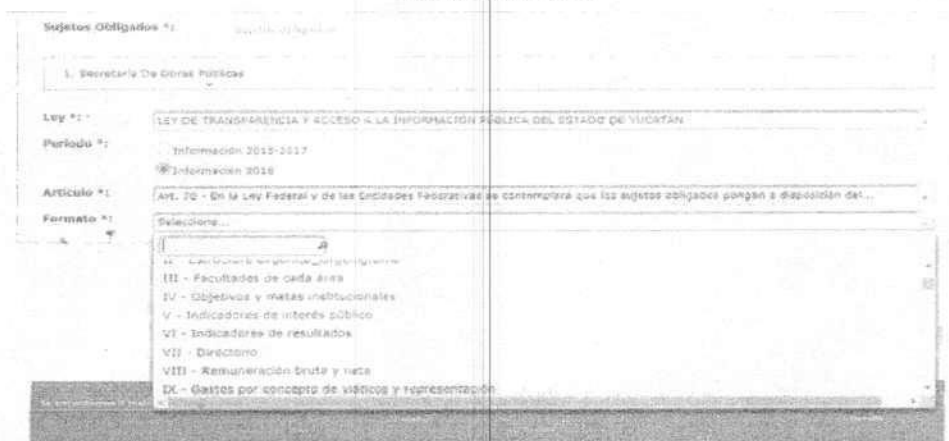 Sujetos Obligados *:
1. Secretaría De Obras Públicas
Ley *:
LEY DE TRANSPARENCIA Y ACCESO A LA INFORMACIÓN PÚBLICA DEL ESTADO DE YUCATÁN
Periodo *:
Información 2015-2017
Información 2018
Artículo *:
Art. 70 - En la Ley Federal y de las Entidades Federativas se contemplará que los sujetos obligados pongan a disposición del...
Formato *:
Seleccione...
II - Estructura Orgánica_Organigrama
III - Facultades de cada área
IV - Objetivos y metas institucionales
V - Indicadores de interés público
VI - Indicadores de resultados
VII - Directorio
VIII - Remuneración bruta y neta
IX - Gastos por concepto de viáticos y representación